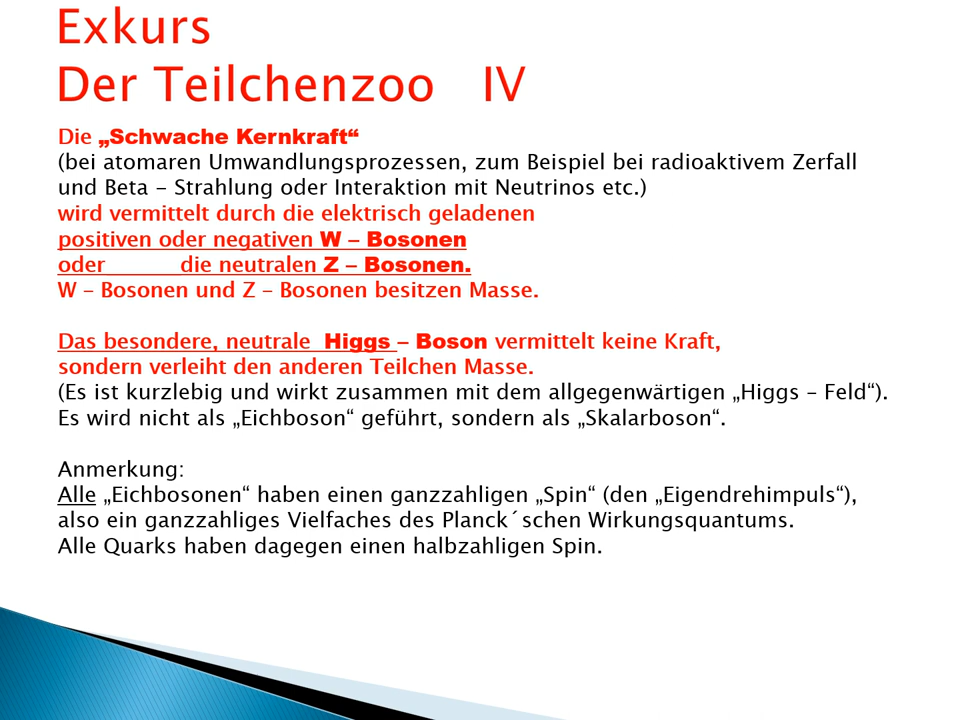 Exkurs
Der Teilchenzoo IV
Die „Schwache Kernkraft“
(bei atomaren Umwandlungsprozessen, zum Beispiel bei radioaktivem Zerfall
und Beta – Strahlung oder Interaktion mit Neutrinos etc.)
wird vermittelt durch die elektrisch geladenen
positiven oder negativen W – Bosonen
oder die neutralen Z – Bosonen.
W – Bosonen und Z – Bosonen besitzen Masse.
Das besondere, neutrale Higgs – Boson vermittelt keine Kraft,
sondern verleiht den anderen Teilchen Masse.
(Es ist kurzlebig und wirkt zusammen mit dem allgegenwärtigen „Higgs – Feld“).
Es wird nicht als „Eichboson“ geführt, sondern als „Skalarboson“.
Anmerkung:
Alle „Eichbosonen“ haben einen ganzzahligen „Spin“ (den „Eigendrehimpuls“),
also ein ganzzahliges Vielfaches des Planck´schen Wirkungsquantums.
Alle Quarks haben dagegen einen halbzahligen Spin.